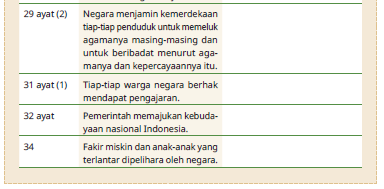 29 ayat (2) Negara menjamin kemerdekaan
tiap-tiap penduduk untuk memeluk
agamanya masing-masing dan
untuk beribadat menurut aga-
manya dan kepercayaannya itu.
31 ayat (1) Tiap-tiap warga negara berhak
mendapat pengajaran.
32 ayat Pemerintah memajukan kebuda-
yaan nasional Indonesia.
34 Fakir miskin dan anak-anak yang
terlantar dipelihara oleh negara.